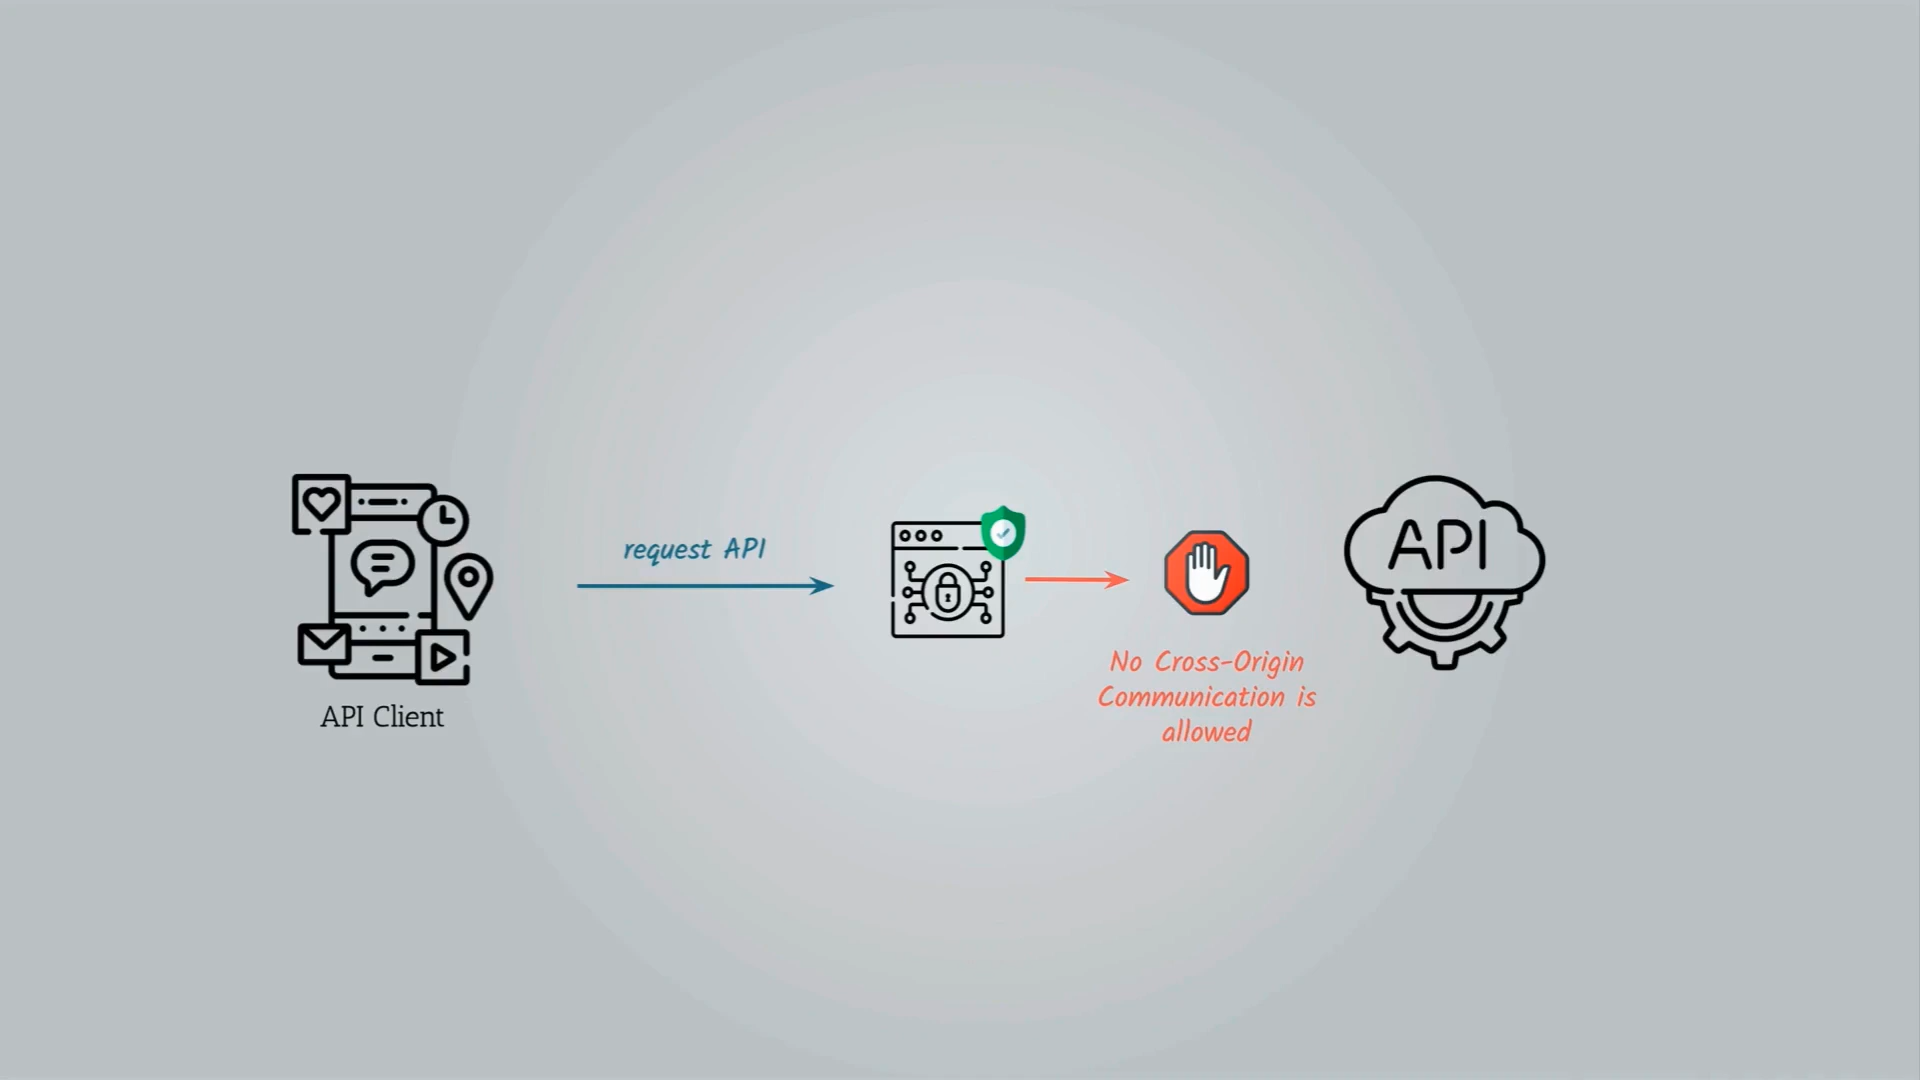 request API
API
No Cross-Origin
Communication is
allowed
API Client